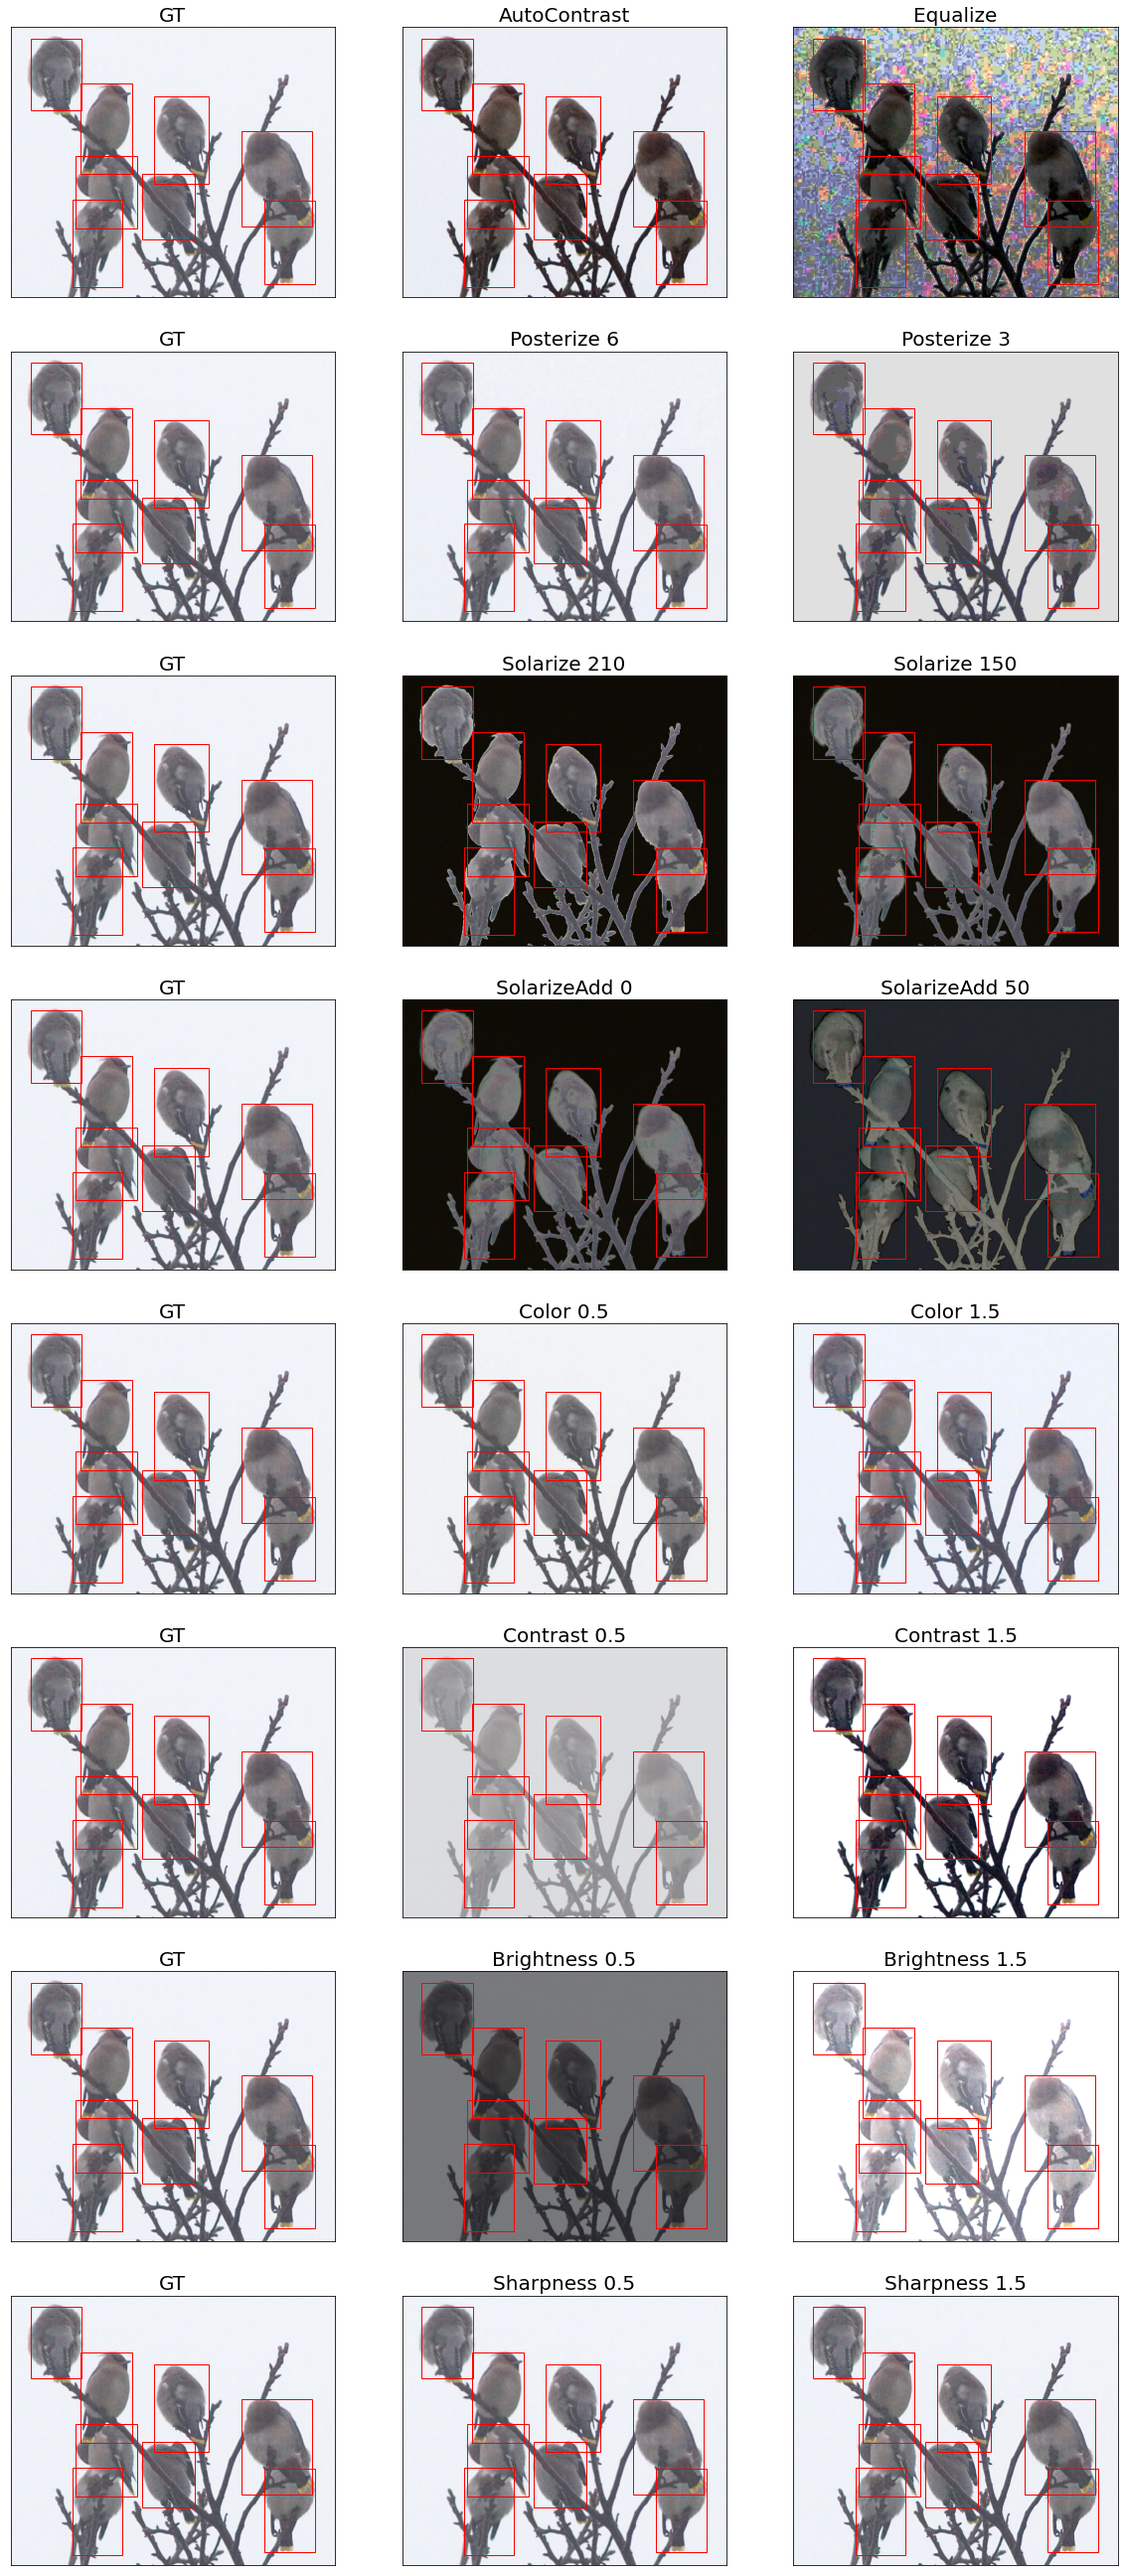 GT AutoContrast Equalize
GT Posterize 6 Posterize 3
GT Solarize 210 Solarize 150
GT SolarizeAdd 0 SolarizeAdd 50
GT Color 0.5 Color 1.5
GT Contrast 0.5 Contrast 1.5
GT Brightness 0.5 Brightness 1.5
GT Sharpness 0.5 Sharpness 1.5